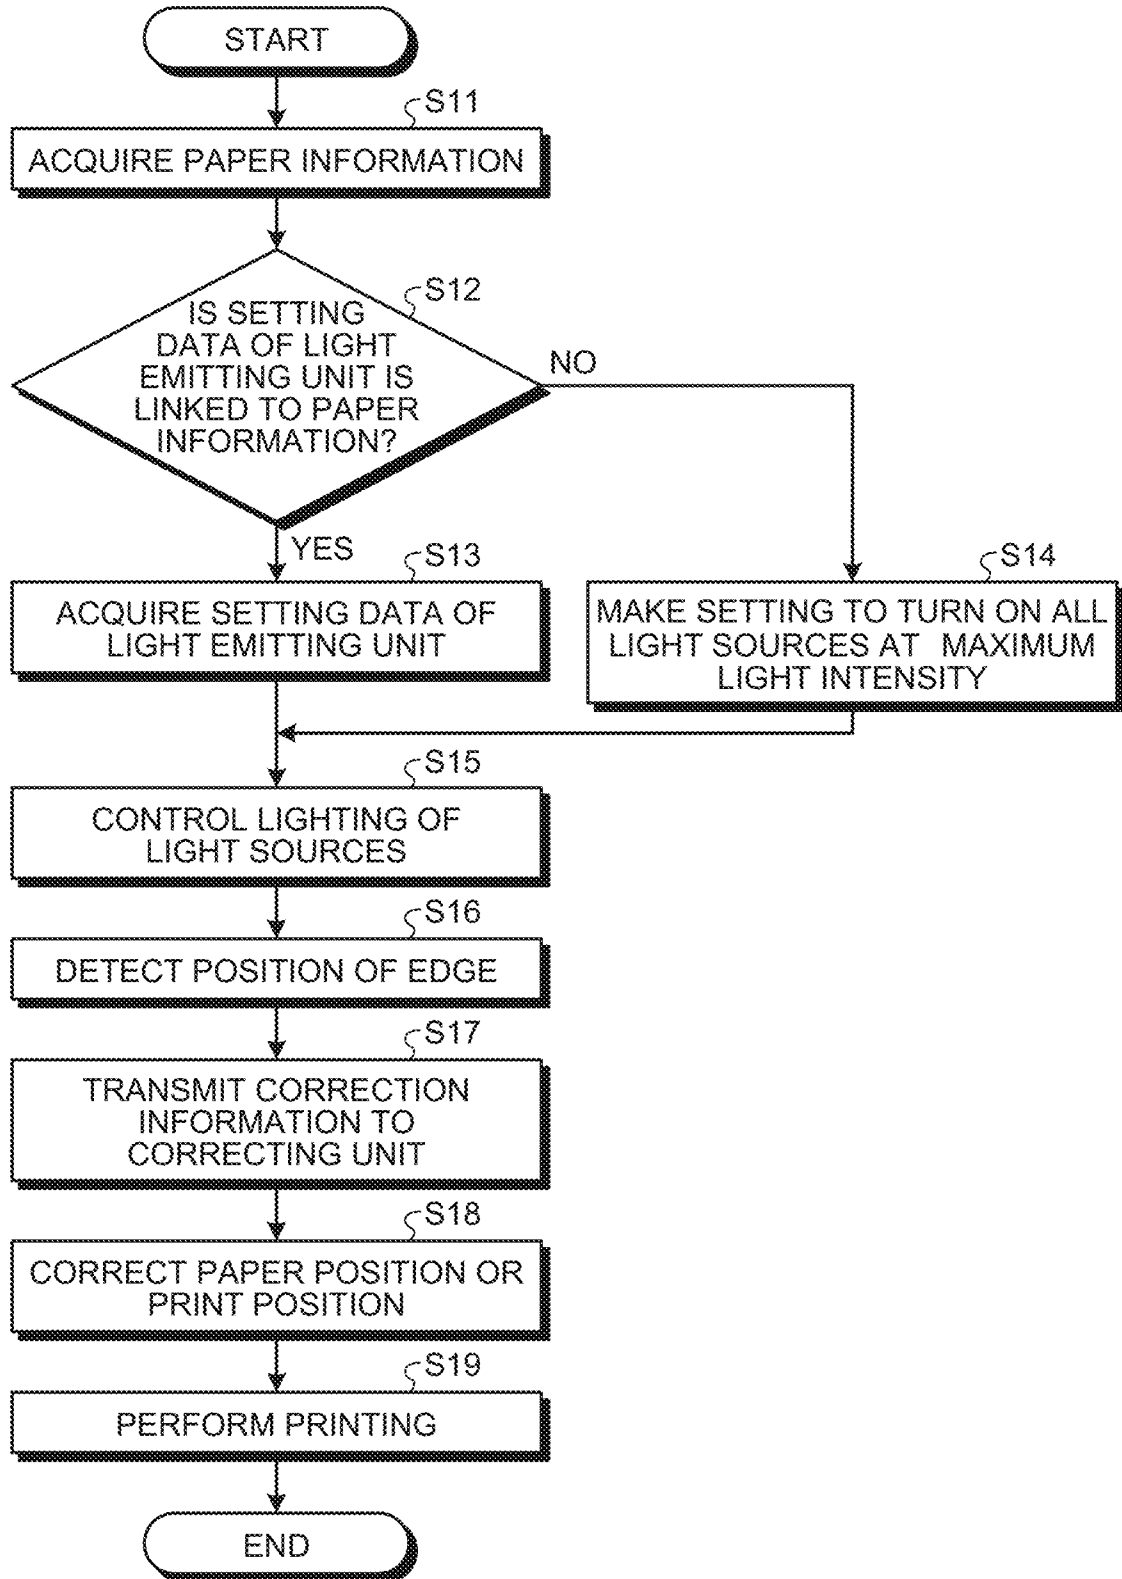 START
S11
ACQUIRE PAPER INFORMATION
S12
IS SETTING
DATA OF LIGHT
EMITTING UNIT IS
LINKED TO PAPER
INFORMATION?
NO
YES
S13
ACQUIRE SETTING DATA OF
LIGHT EMITTING UNIT
S14
MAKE SETTING TO TURN ON ALL
LIGHT SOURCES AT MAXIMUM
LIGHT INTENSITY
S15
CONTROL LIGHTING OF
LIGHT SOURCES
S16
DETECT POSITION OF EDGE
S17
TRANSMIT CORRECTION
INFORMATION TO
CORRECTING UNIT
S18
CORRECT PAPER POSITION OR
PRINT POSITION
S19
PERFORM PRINTING
END